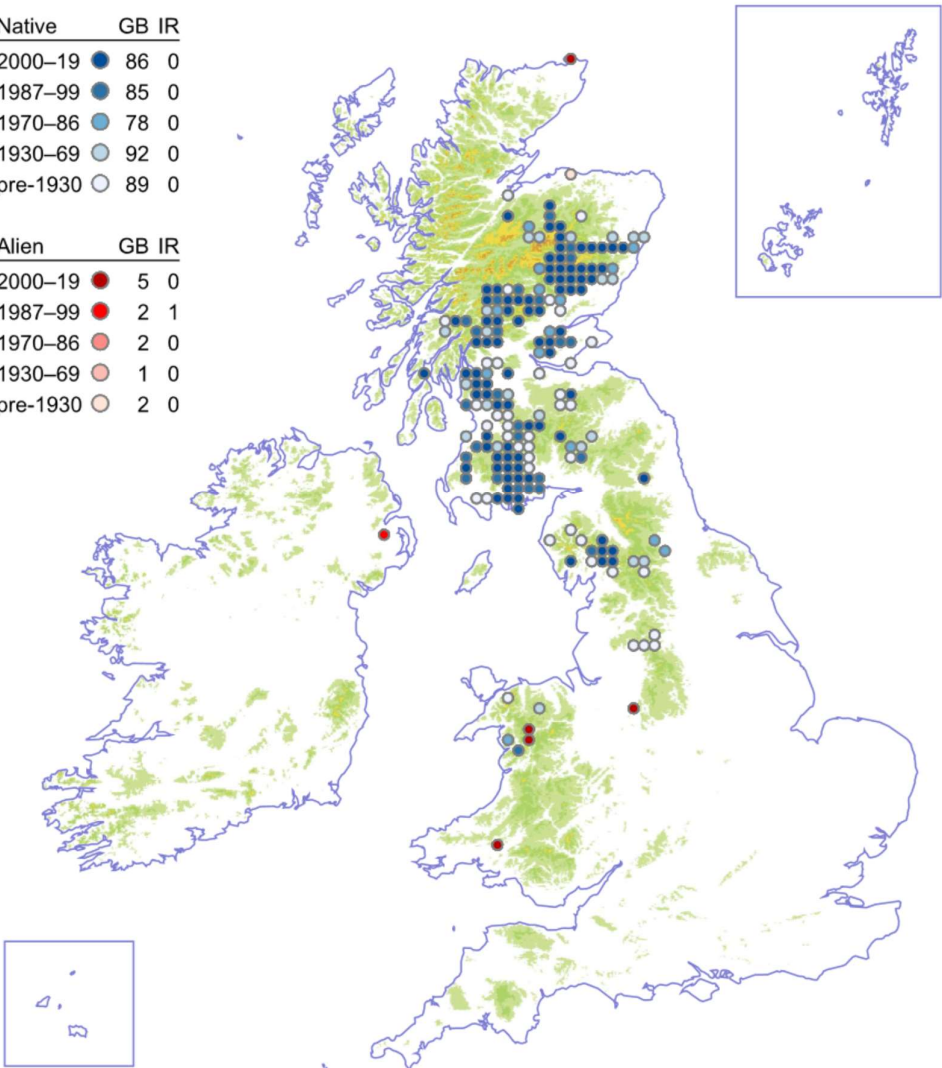 Native GB IR
2000–19 86 0
1987–99 85 0
1970–86 78 0
1930–69 92 0
pre-1930 89 0
Alien GB IR
2000–19 5 0
1987–99 2 1
1970–86 2 0
1930–69 1 0
pre-1930 2 0